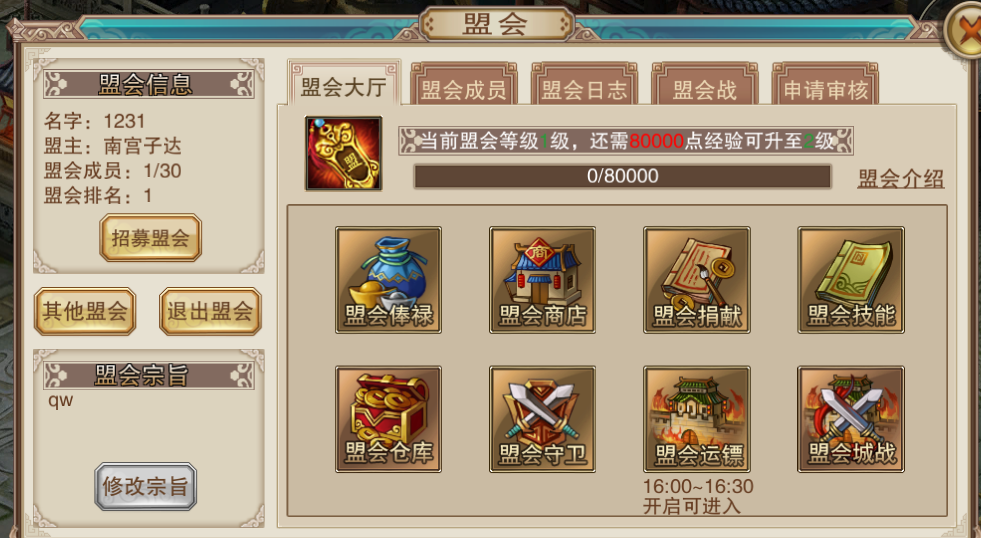 盟会
盟会信息
名字：1231
盟主：南宫子达
盟会成员：1/30
盟会排名：1
招募盟会
其他盟会
退出盟会
盟会宗旨
qw
修改宗旨
盟会大厅
盟会成员
盟会日志
盟会战
申请审核
盟
当前盟会等级1级，还需80000点经验可升至2级
0/80000
盟会介绍
盟会俸禄
商
盟会商店
盟会捐献
盟会技能
盟会仓库
盟会守卫
盟会运镖
盟会城战
16:00~16:30
开启可进入